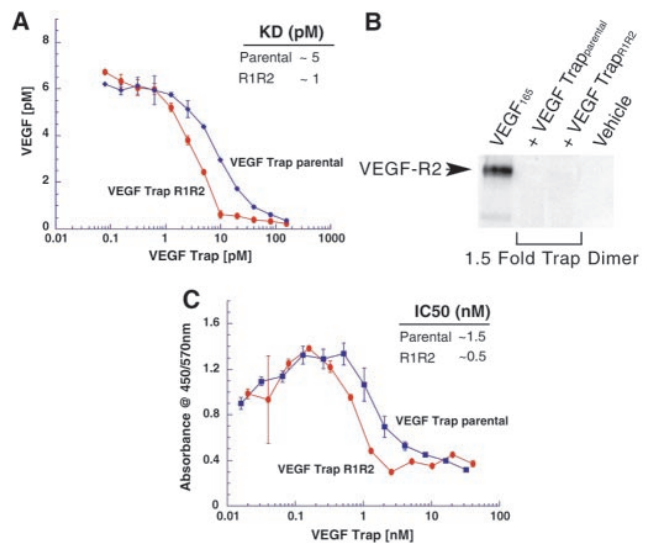 A
KD (pM)
Parental ~ 5
R1R2 ~ 1
8
6
4
2
0
VEGF [pM]
VEGF Trap parental
VEGF Trap R1R2
0.01 0.1 1 10 100 1000
VEGF Trap [pM]
B
VEGF165
+ VEGF Trapparental
+ VEGF TrapR1R2
Vehicle
VEGF-R2
1.5 Fold Trap Dimer
C
IC50 (nM)
Parental ~1.5
R1R2 ~0.5
1.6
1.2
0.8
0.4
0
Absorbance @ 450/570nm
VEGF Trap parental
VEGF Trap R1R2
0.01 0.1 1 10 100
VEGF Trap [nM]